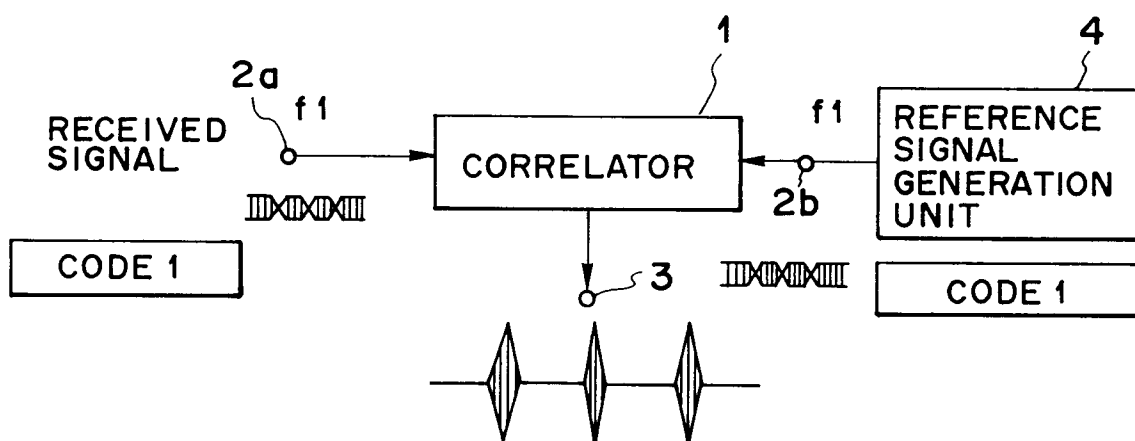 1
4
2a
f1
f1
RECEIVED
SIGNAL
CORRELATOR
REFERENCE
SIGNAL
GENERATION
UNIT
2b
CODE 1
3
CODE 1